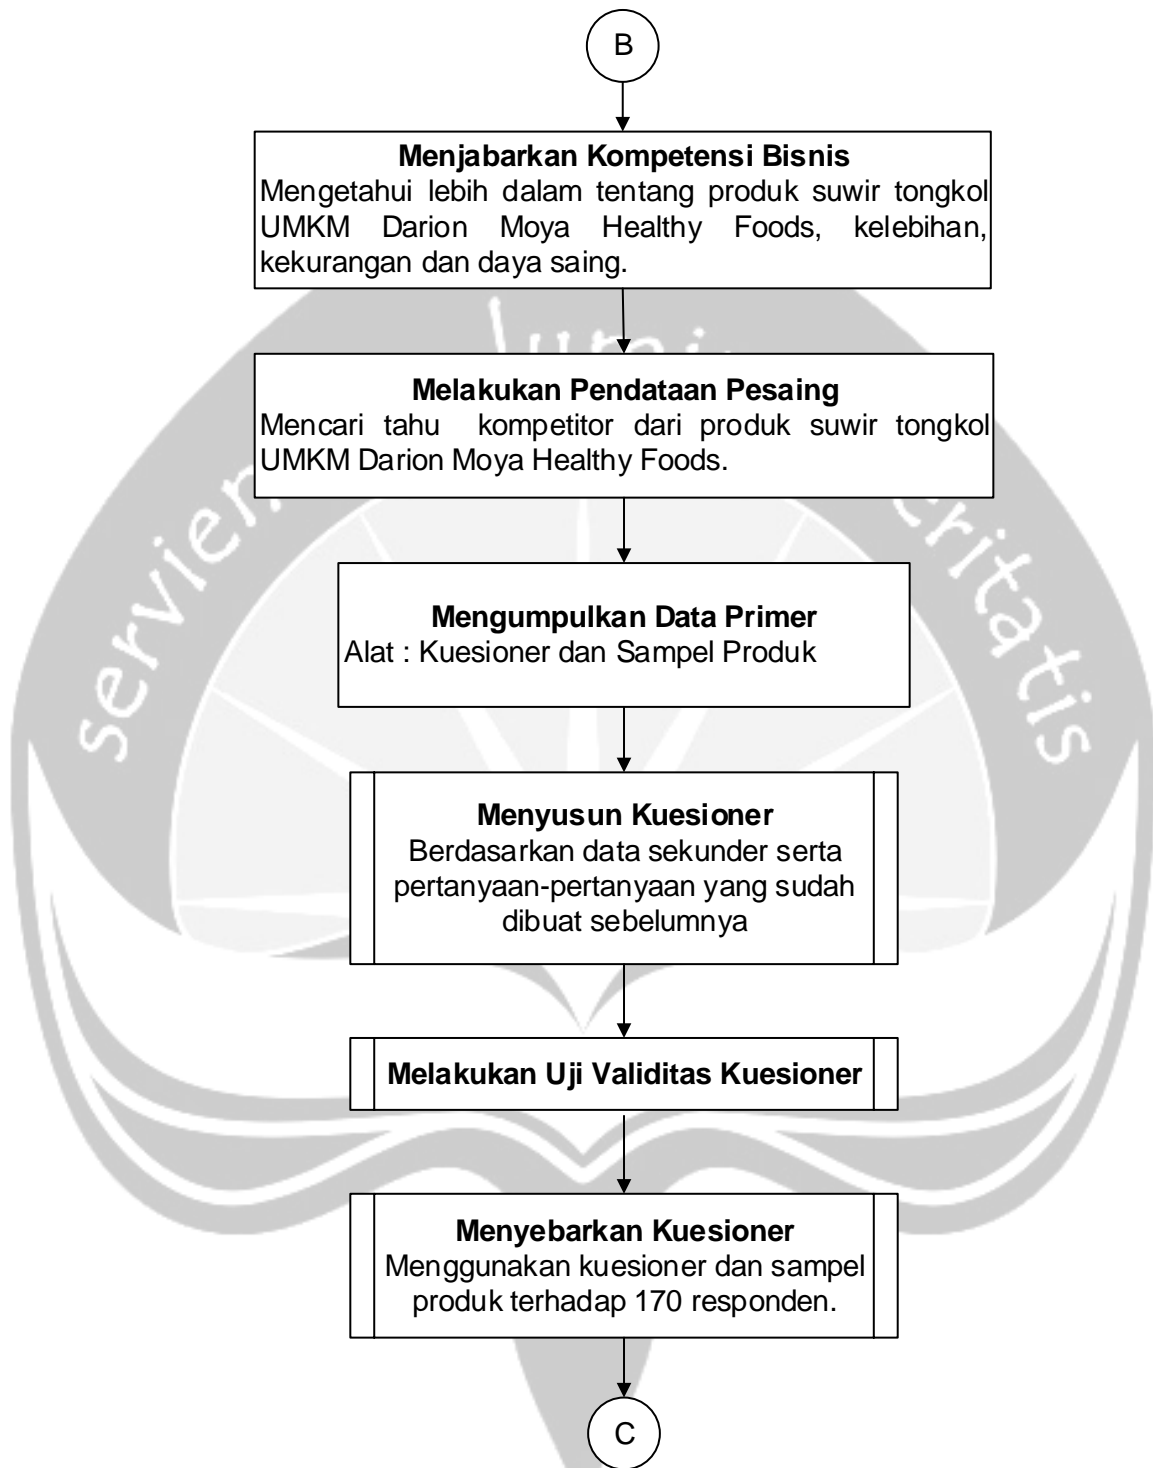 B
Menjabarkan Kompetensi Bisnis
Mengetahui lebih dalam tentang produk suwir tongkol
UMKM Darion Moya Healthy Foods, kelebihan,
kekurangan dan daya saing.
Melakukan Pendataan Pesaing
Mencari tahu kompetitor dari produk suwir tongkol
UMKM Darion Moya Healthy Foods.
Mengumpulkan Data Primer
Alat : Kuesioner dan Sampel Produk
Menyusun Kuesioner
Berdasarkan data sekunder serta
pertanyaan-pertanyaan yang sudah
dibuat sebelumnya
Melakukan Uji Validitas Kuesioner
Menyebarkan Kuesioner
Menggunakan kuesioner dan sampel
produk terhadap 170 responden.
C